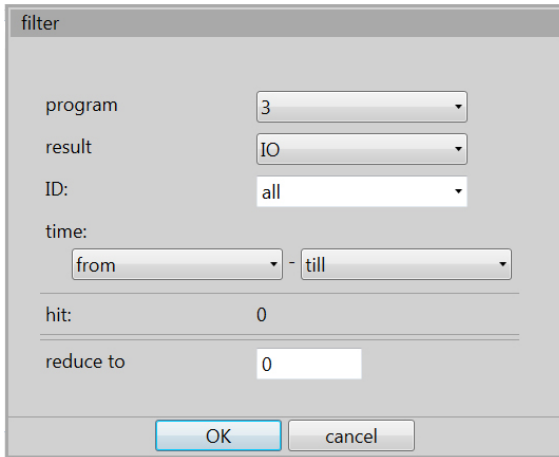 filter
program 3
result IO
ID: all
time:
from - till
hit: 0
reduce to 0
OK cancel